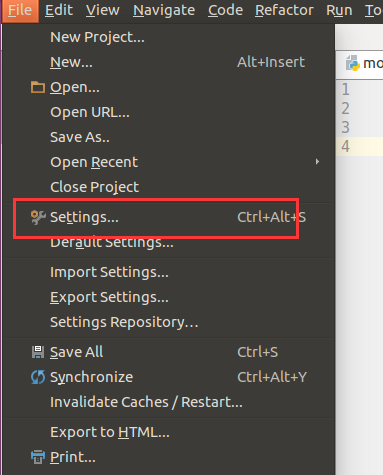 File Edit View Navigate Code Refactor Run To
New Project...
New... Alt+Insert
Open...
Open URL...
Save As..
Open Recent
Close Project
Settings... Ctrl+Alt+S
Default Settings...
Import Settings...
Export Settings...
Settings Repository...
Save All Ctrl+S
Synchronize Ctrl+Alt+Y
Invalidate Caches / Restart...
Export to HTML...
Print...
mo
1
2
3
4